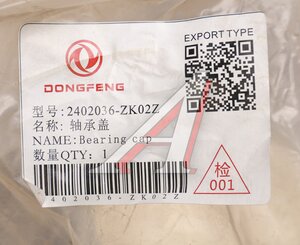 EXPORT TYPE
DONGFENG
型号:2402036-ZK02Z
名称: 轴承盖
NAME:Bearing cap
数量QTY: 1
检
001
2402036-ZK02Z